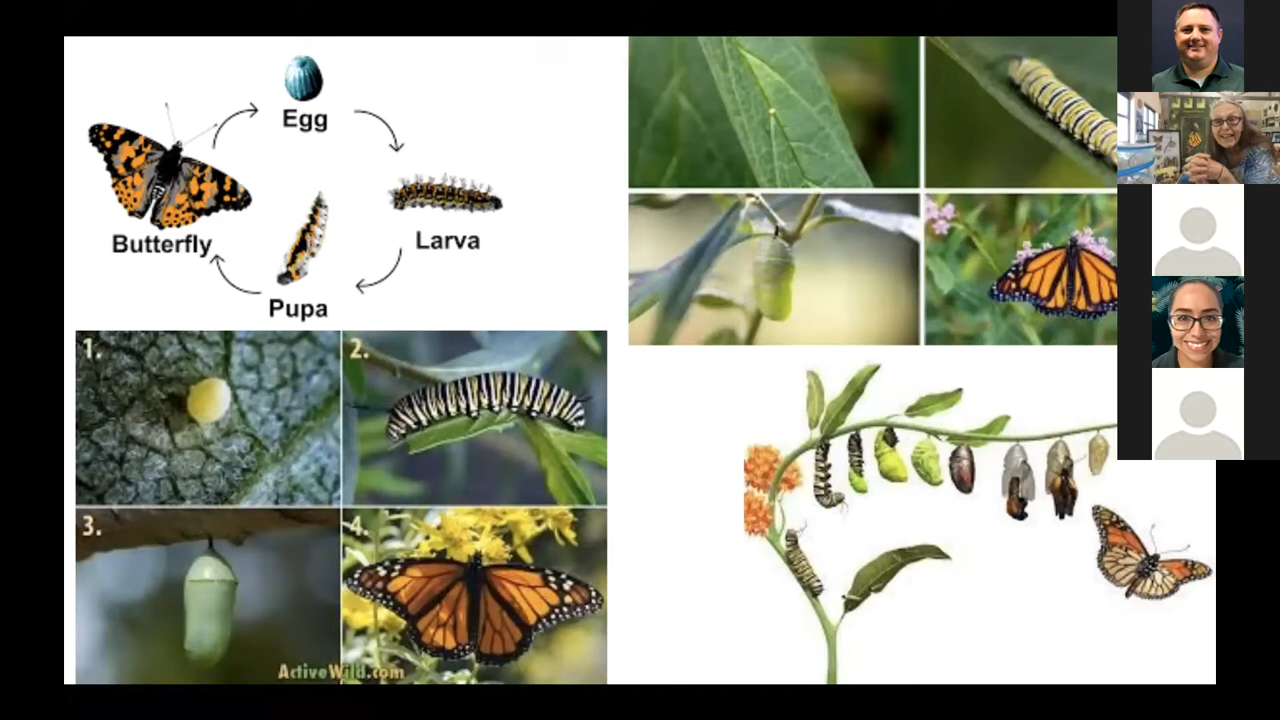 Egg
Butterfly
Larva
Pupa
1.
2.
3.
4.
ActiveWild.com